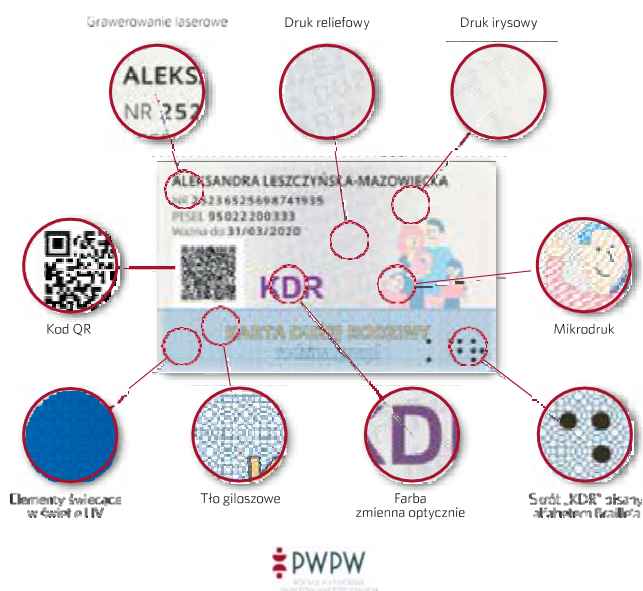 Grawerowanie laserowe
Druk reliefowy
Druk irysowy
ALEKS
NR 252
ALEKSANDRA LESZCZYŃSKA-MAZOWIECKA
NR 25236525698741935
PESEL 95022200333
Ważna do 31/03/2020
KDR
KARTA DUŻEJ RODZINY
Kod QR
Mikrodruk
KD
Elementy świecące
w świetle UV
Tło giloszowe
Farba
zmienna optycznie
Skrót „KDR” pisany
alfabetem Braille'a
PWPW